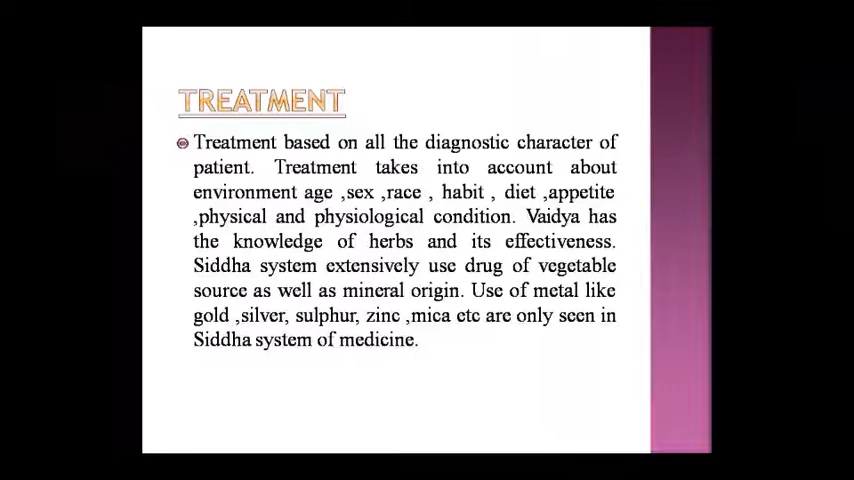 TREATMENT
Treatment based on all the diagnostic character of
patient. Treatment takes into account about
environment age ,sex ,race , habit , diet ,appetite
,physical and physiological condition. Vaidya has
the knowledge of herbs and its effectiveness.
Siddha system extensively use drug of vegetable
source as well as mineral origin. Use of metal like
gold ,silver, sulphur, zinc ,mica etc are only seen in
Siddha system of medicine.